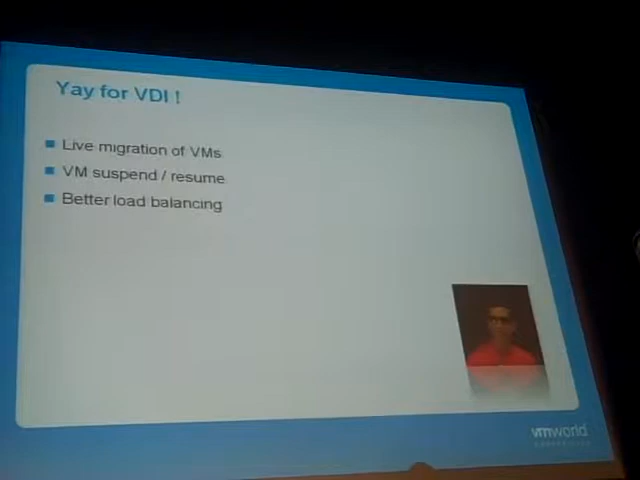 Yay for VDI !
Live migration of VMs
VM suspend / resume
Better load balancing
vmworld